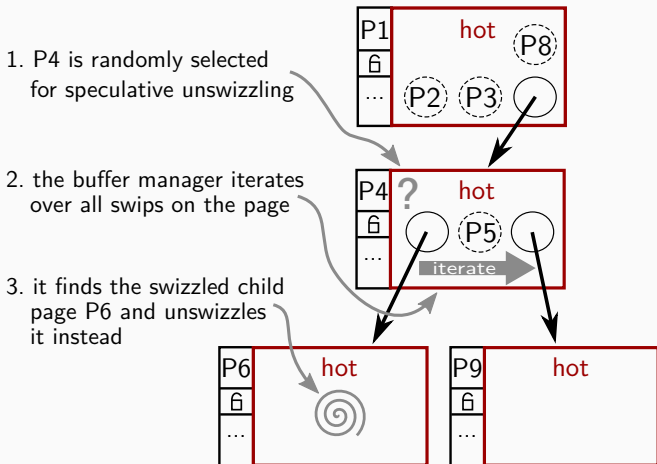 1. P4 is randomly selected
for speculative unswizzling
2. the buffer manager iterates
over all swips on the page
3. it finds the swizzled child
page P6 and unswizzles
it instead
P1
...
hot
P8
P2
P3
P4
...
?
hot
P5
iterate
P6
...
hot
P9
...
hot